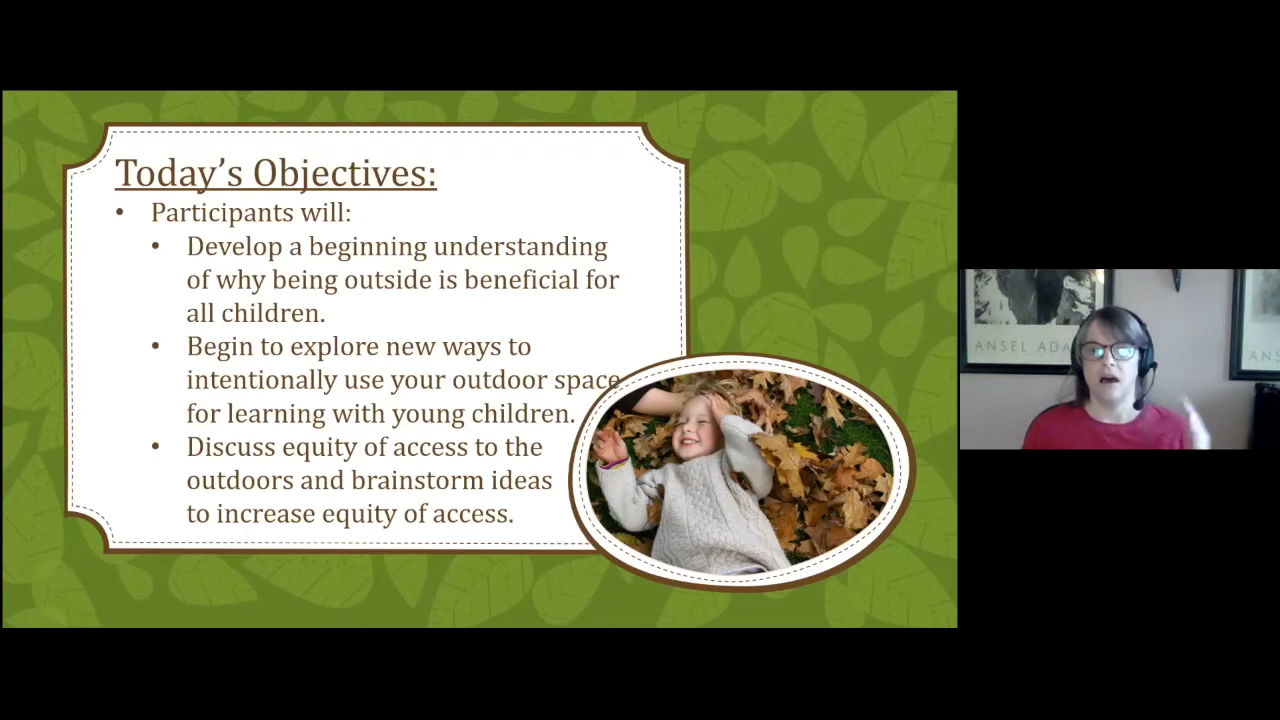 Today's Objectives:
• Participants will:
• Develop a beginning understanding
of why being outside is beneficial for
all children.
• Begin to explore new ways to
intentionally use your outdoor space
for learning with young children.
• Discuss equity of access to the
outdoors and brainstorm ideas
to increase equity of access.
ANSEL ADA
ANS